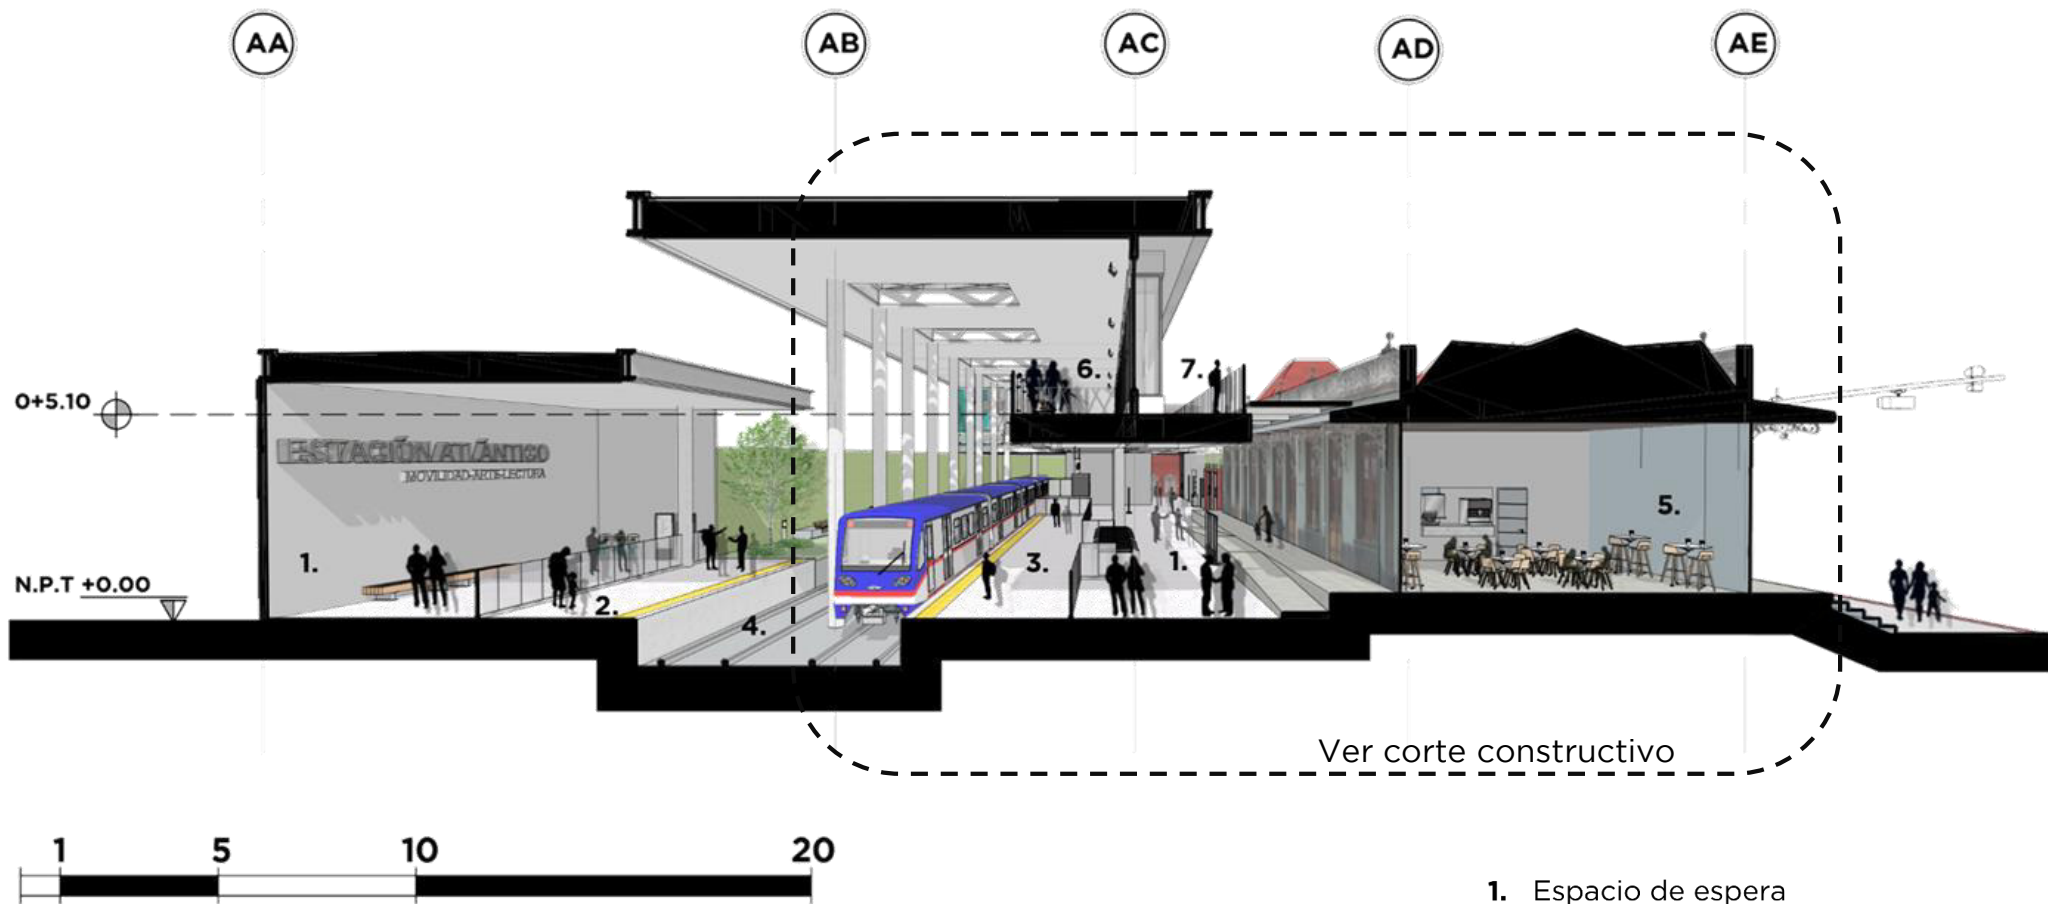 AA AB AC AD AE
6. 7.
0+5.10
ESTACIÓN ATLÁNTICO
MOVILIDAD-ARTE-LECTURA
5.
1. 3. 1.
N.P.T +0.00
2.
4.
Ver corte constructivo
1 5 10 20
1. Espacio de espera